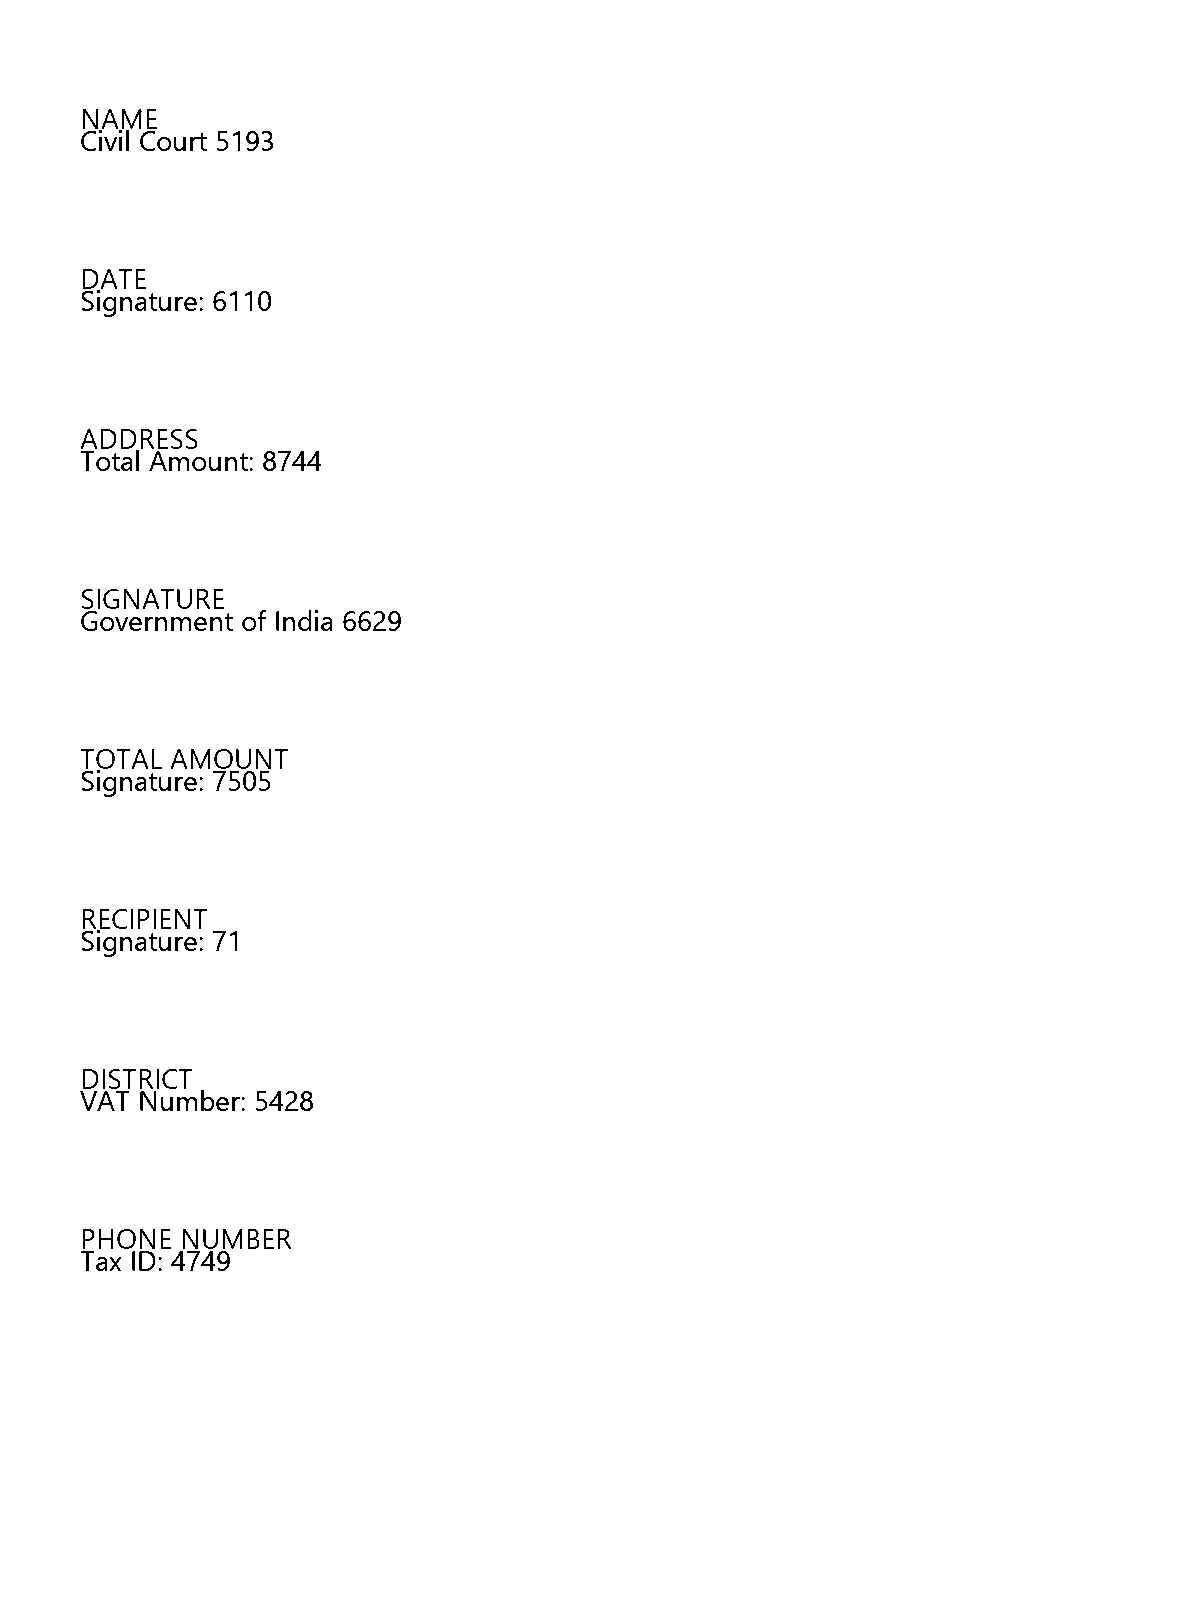 NAME
Civil Court 5193
DATE
Signature: 6110
ADDRESS
Total Amount: 8744
SIGNATURE
Government of India 6629
TOTAL AMOUNT
Signature: 7505
RECIPIENT
Signature: 71
DISTRICT
VAT Number: 5428
PHONE NUMBER
Tax ID: 4749